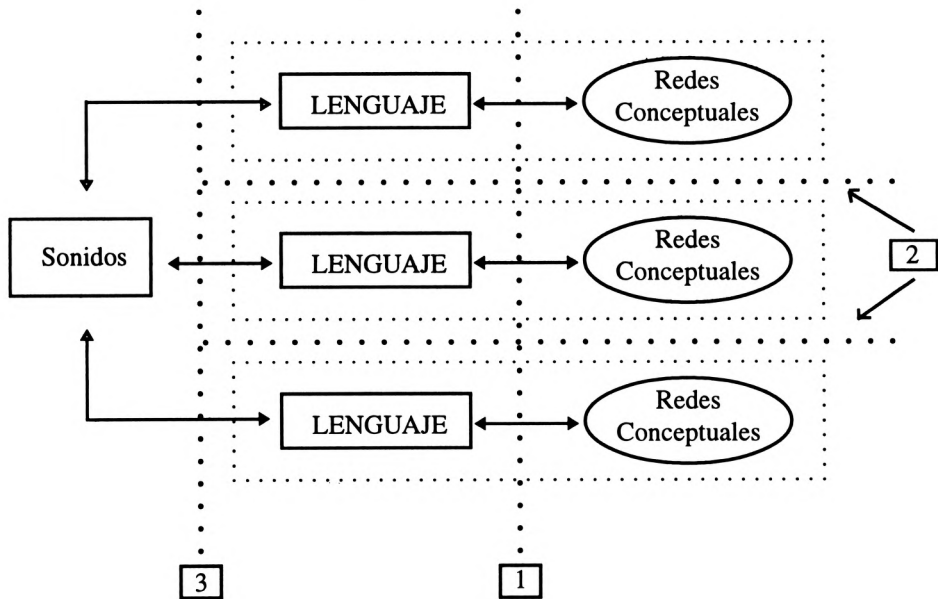 Redes
Conceptuales
LENGUAJE
Redes
Conceptuales
Sonidos
LENGUAJE
2
Redes
Conceptuales
LENGUAJE
3
1